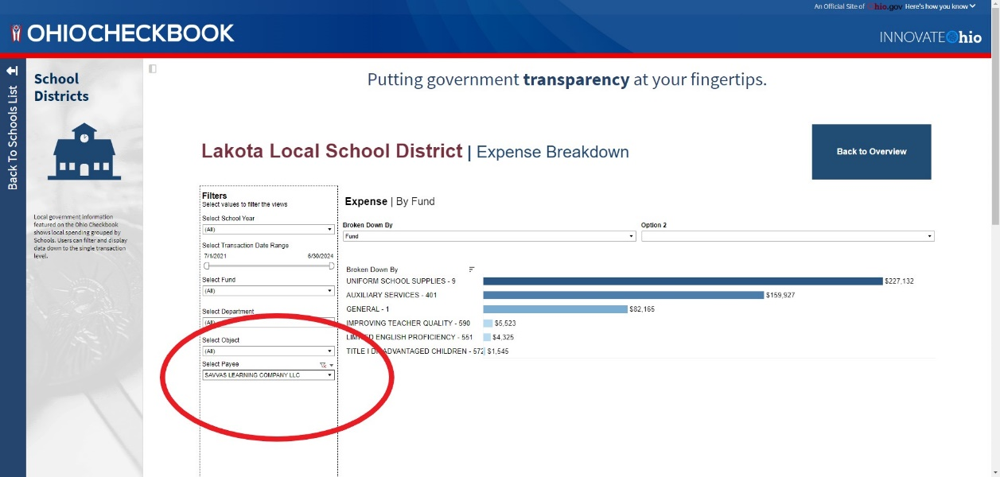 An Official Site of Ohio.gov Here's how you know
OHIOCHECKBOOK
INNOVATEOhio
Back To Schools List
School
Districts
Local government information
featured on the Ohio Checkbook
shows local spending grouped by
Schools. Users can filter and display
data down to the single transaction
level.
Putting government transparency at your fingertips.
Lakota Local School District | Expense Breakdown
Back to Overview
Filters
Select values to filter the views
Select School Year
(All)
Select Transaction Date Range
7/1/2021 6/30/2024
Select Fund
(All)
Select Department
(All)
Select Object
(All)
Select Payee
SAVVAS LEARNING COMPANY LLC
Expense | By Fund
Broken Down By Option 2
Fund
Broken Down By
UNIFORM SCHOOL SUPPLIES - 9 $227,132
AUXILIARY SERVICES - 401 $159,927
GENERAL - 1 $82,165
IMPROVING TEACHER QUALITY - 590 $5,523
LIMITED ENGLISH PROFICIENCY - 551 $4,325
TITLE I DISADVANTAGED CHILDREN - 572 $1,545